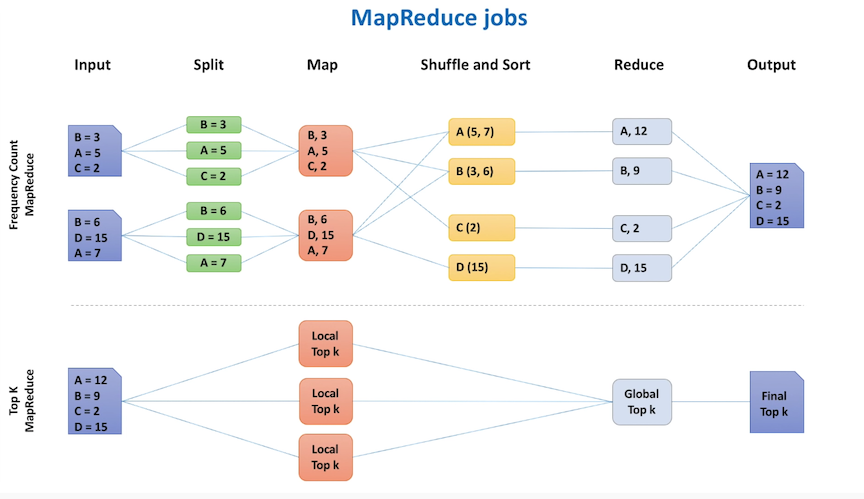 MapReduce jobs
Input
Split
Map
Shuffle and Sort
Reduce
Output
Frequency Count
MapReduce
B = 3
A = 5
C = 2
B = 6
D = 15
A = 7
B = 3
A = 5
C = 2
B = 6
D = 15
A = 7
B, 3
A, 5
C, 2
B, 6
D, 15
A, 7
A (5, 7)
B (3, 6)
C (2)
D (15)
A, 12
B, 9
C, 2
D, 15
A = 12
B = 9
C = 2
D = 15
Top K
MapReduce
A = 12
B = 9
C = 2
D = 15
Local
Top k
Local
Top k
Local
Top k
Global
Top k
Final
Top k